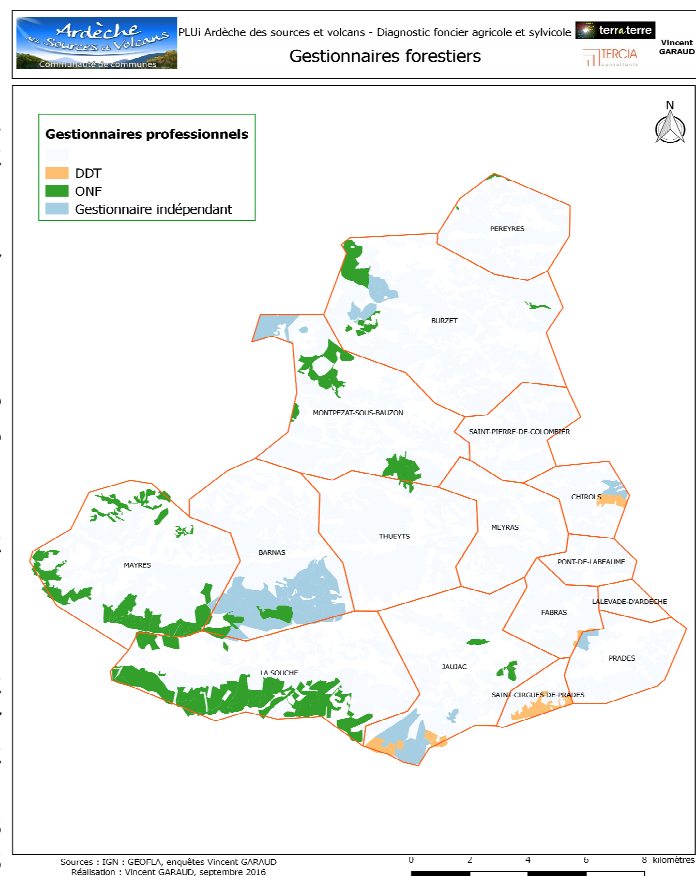 Ardèche
des Sources et Volcans
Communauté de communes
PLUi Ardèche des sources et volcans - Diagnostic foncier agricole et sylvicole
Gestionnaires forestiers
terraterre
TERCIA
consultants
Vincent
GARAUD
N
Gestionnaires professionnels
DDT
ONF
Gestionnaire indépendant
PEREYRES
BURZET
MONTPEZAT-SOUS-BAUZON
SAINT-PIERRE-DE-COLOMBIER
CHIROLS
MEYRAS
THUEYTS
BARNAS
MAYRES
PONT-DE-LABEAUME
LALEVADE-D'ARDÈCHE
FABRAS
PRADES
JAUJAC
LA SOUCHE
SAINT-CIRGUES-DE-PRADES
Sources : IGN : GEOFLA, enquêtes Vincent GARAUD
Réalisation : Vincent GARAUD, septembre 2016
0 2 4 6 8 kilomètres